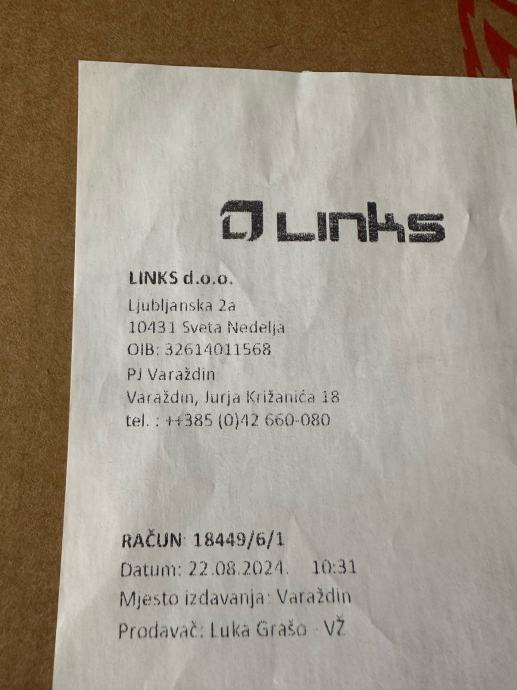 Links
LINKS d.o.o.
Ljubljanska 2a
10431 Sveta Nedelja
OIB: 32614011568
PJ Varaždin
Varaždin, Jurja Križanića 18
tel. : ++385 (0)42 660-080
RAČUN: 18449/6/1
Datum: 22.08.2024. 10:31
Mjesto izdavanja: Varaždin
Prodavač: Luka Grašo - VŽ